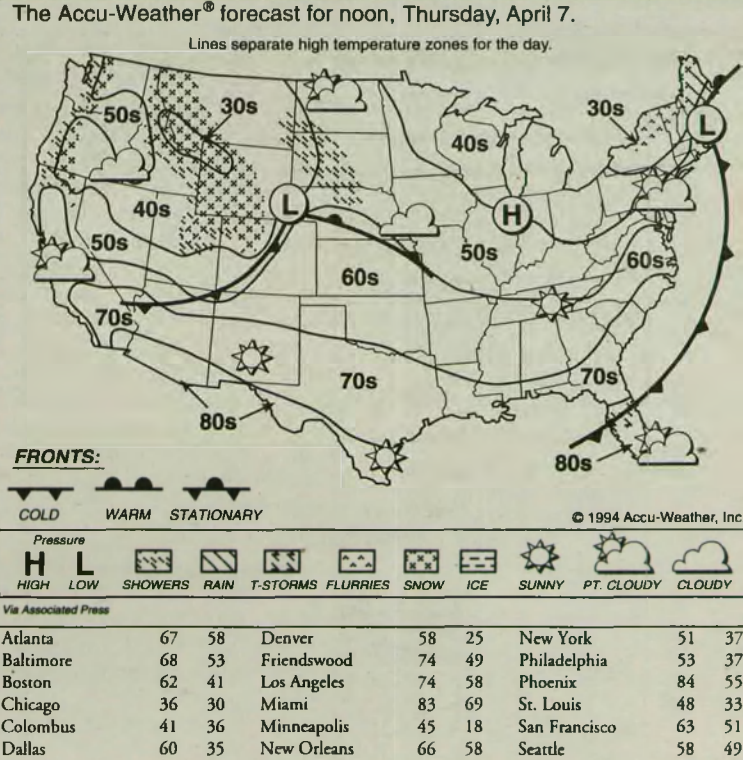 The Accu-Weather® forecast for noon, Thursday, April 7.
Lines separate high temperature zones for the day.
50s
30s
40s
30s
L
L
40s
H
50s
50s
60s
60s
70s
70s
70s
80s
80s
FRONTS:
COLD WARM STATIONARY
© 1994 Accu-Weather, Inc
Pressure
H L
HIGH LOW SHOWERS RAIN T-STORMS FLURRIES SNOW ICE SUNNY PT. CLOUDY CLOUDY
Via Associated Press
Atlanta 67 58 Denver 58 25 New York 51 37
Baltimore 68 53 Friendswood 74 49 Philadelphia 53 37
Boston 62 41 Los Angeles 74 58 Phoenix 84 55
Chicago 36 30 Miami 83 69 St. Louis 48 33
Colombus 41 36 Minneapolis 45 18 San Francisco 63 51
Dallas 60 35 New Orleans 66 58 Seattle 58 49